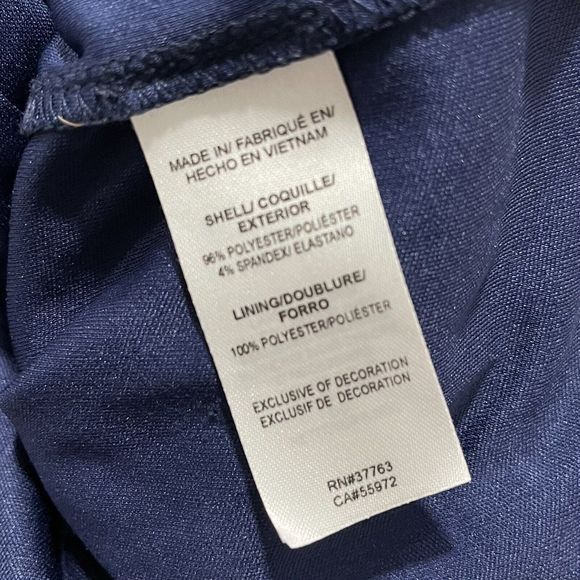 MADE IN/ FABRIQUÉ EN/
HECHO EN VIETNAM
SHELL/ COQUILLE/
EXTERIOR
96% POLYESTER/POLIÉSTER
4% SPANDEX/ ELASTANO
LINING/DOUBLURE/
FORRO
100% POLYESTER/POLIÉSTER
EXCLUSIVE OF DECORATION
EXCLUSIF DE DECORATION
RN#37763
CA#55972